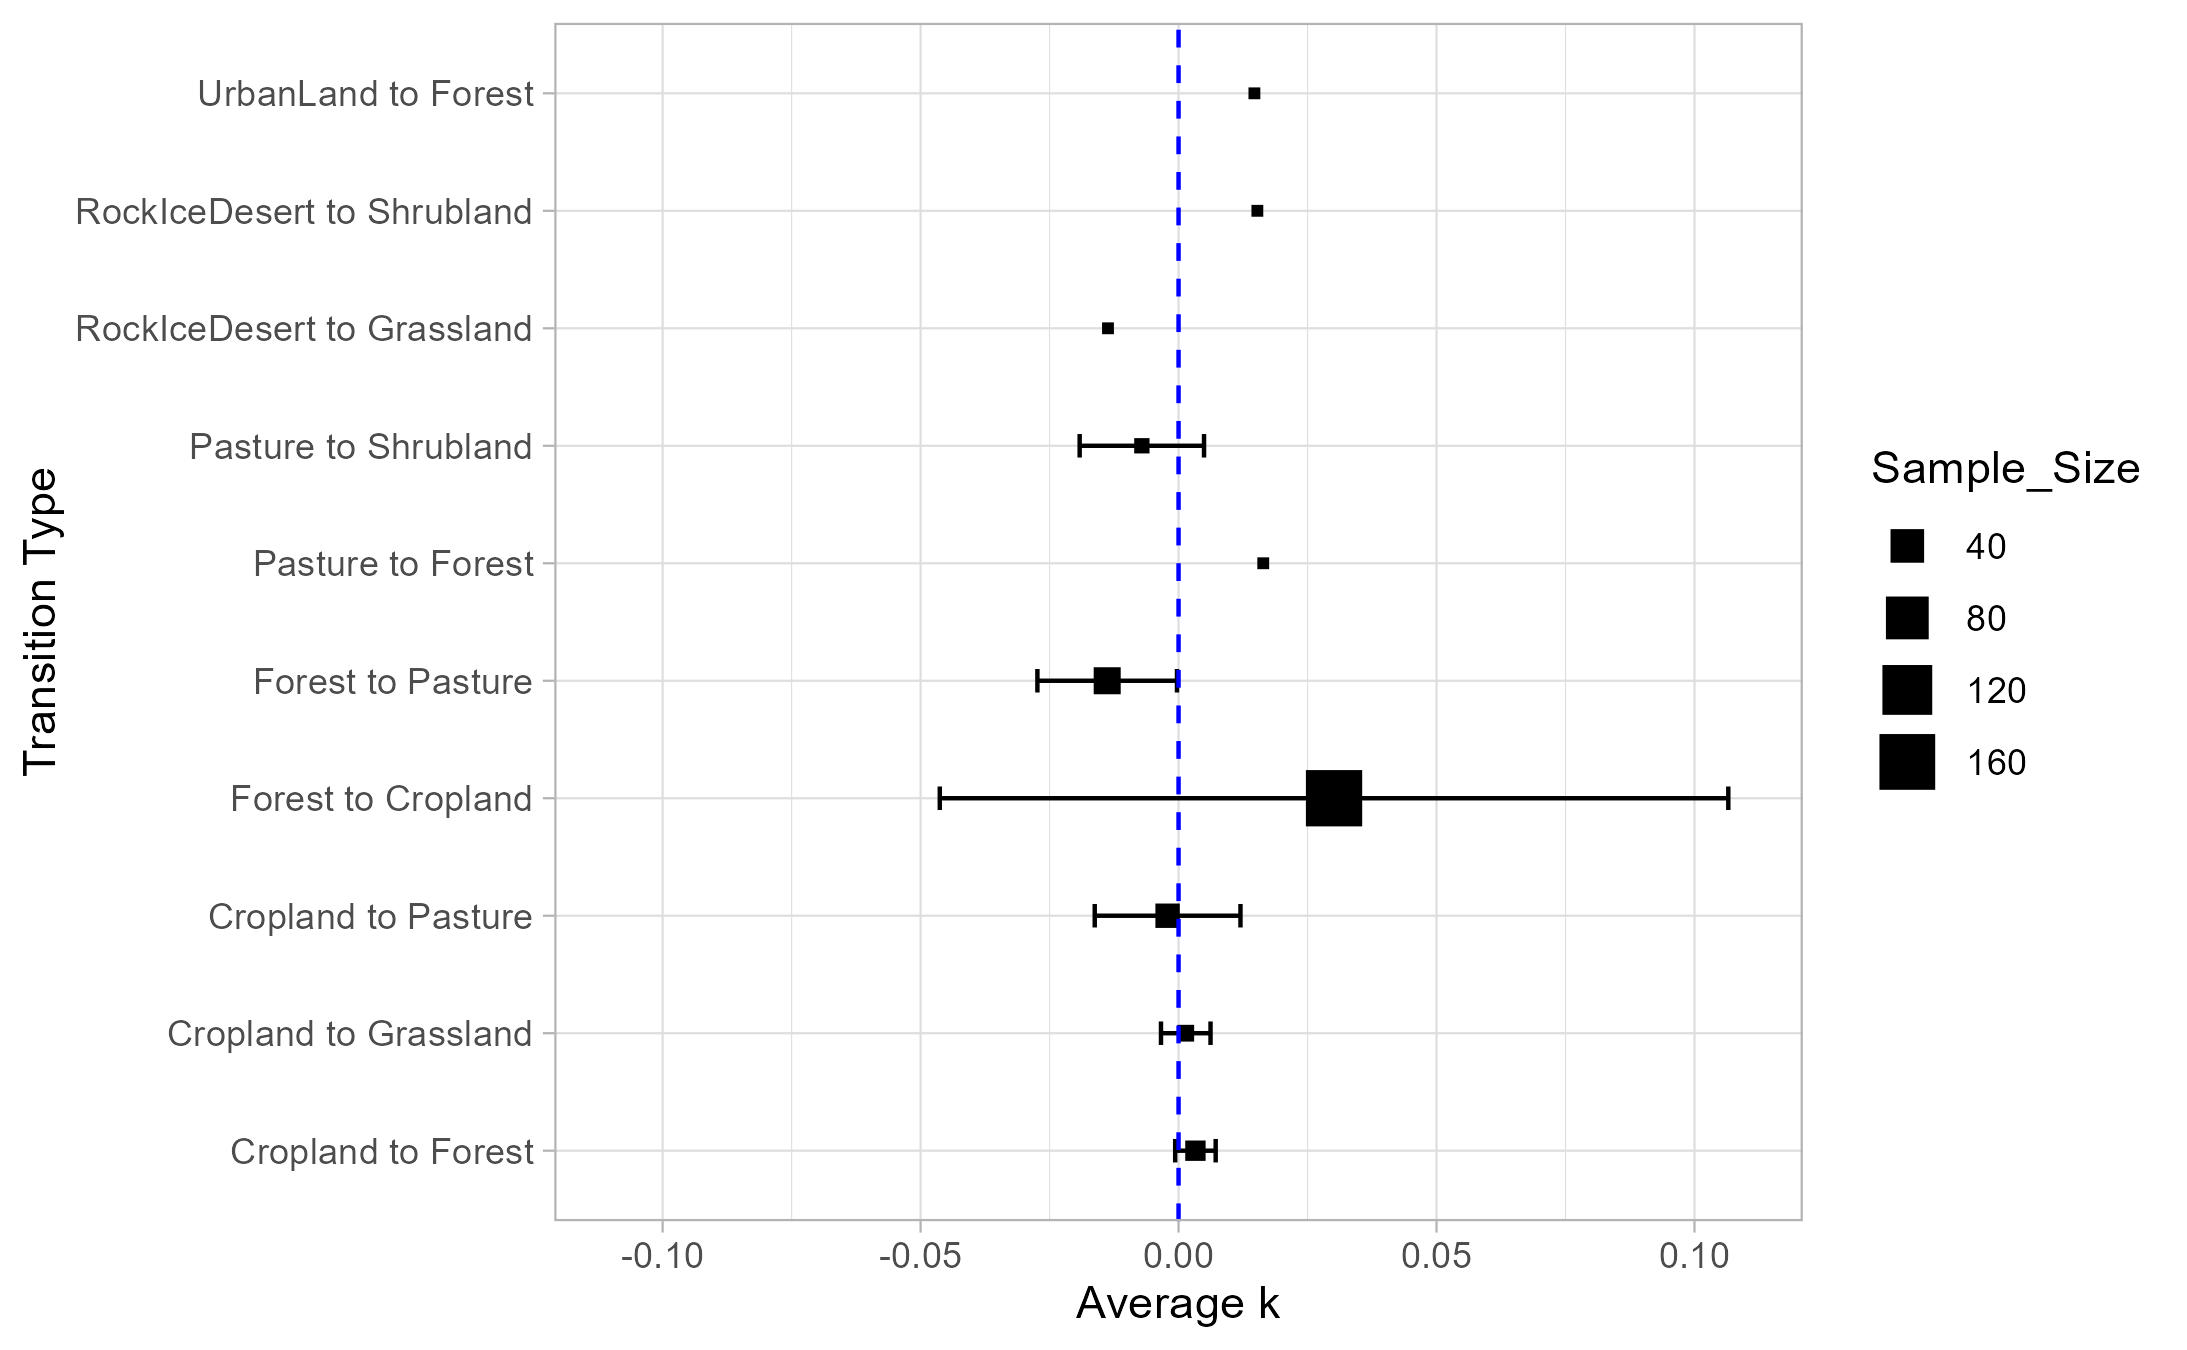 UrbanLand to Forest
RockIceDesert to Shrubland
RockIceDesert to Grassland
Pasture to Shrubland
Pasture to Forest
Forest to Pasture
Forest to Cropland
Cropland to Pasture
Cropland to Grassland
Cropland to Forest
Transition Type
-0.10
-0.05
0.00
0.05
0.10
Average k
Sample_Size
40
80
120
160